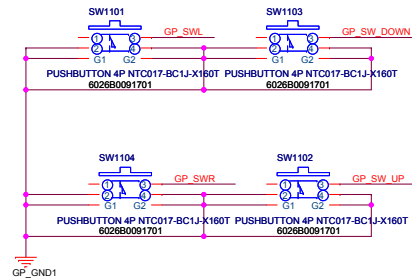 SW1101 SW1103
GP_SWL GP_SW_DOWN
1 3 1 3
2 4 2 4
G1 G2 G1 G2
PUSHBUTTON 4P NTC017-BC1J-X160T PUSHBUTTON 4P NTC017-BC1J-X160T
6026B0091701 6026B0091701
SW1104 SW1102
GP_SWR GP_SW_UP
1 3 1 3
2 4 2 4
G1 G2 G1 G2
PUSHBUTTON 4P NTC017-BC1J-X160T PUSHBUTTON 4P NTC017-BC1J-X160T
6026B0091701 6026B0091701
GP_GND1